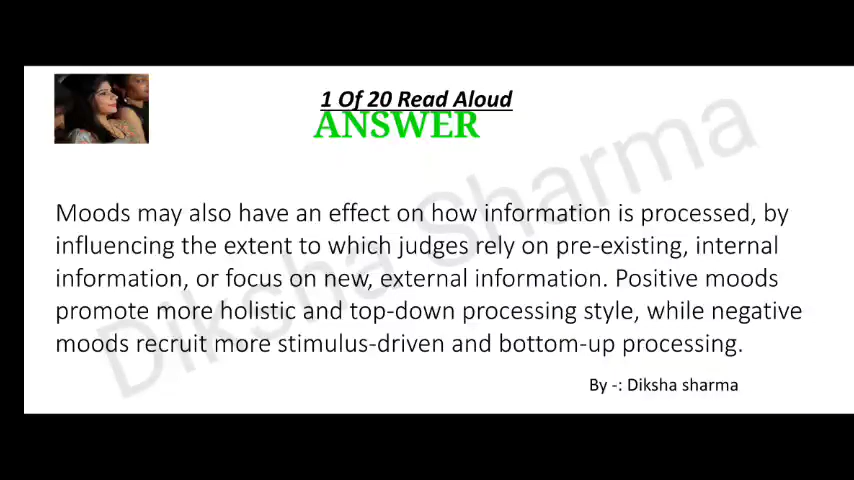 1 Of 20 Read Aloud
ANSWER
Moods may also have an effect on how information is processed, by
influencing the extent to which judges rely on pre-existing, internal
information, or focus on new, external information. Positive moods
promote more holistic and top-down processing style, while negative
moods recruit more stimulus-driven and bottom-up processing.
By -: Diksha sharma
Diksha Sharma